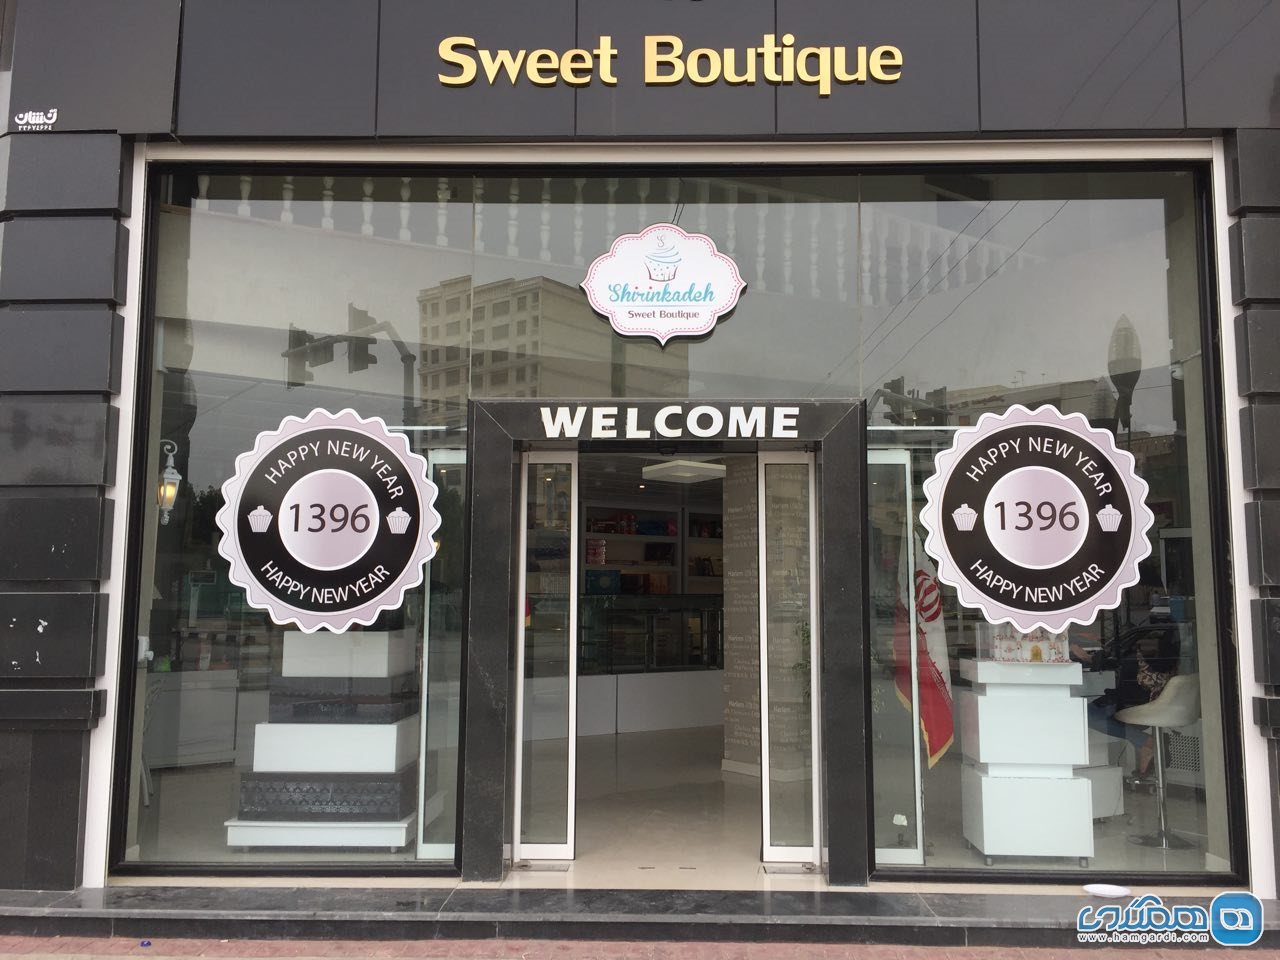 Sweet Boutique
Shirinkadeh
Sweet Boutique
WELCOME
HAPPY NEW YEAR
1396
HAPPY NEW YEAR
HAPPY NEW YEAR
1396
HAPPY NEW YEAR
Harlem
همگردی
www.hamgardi.com